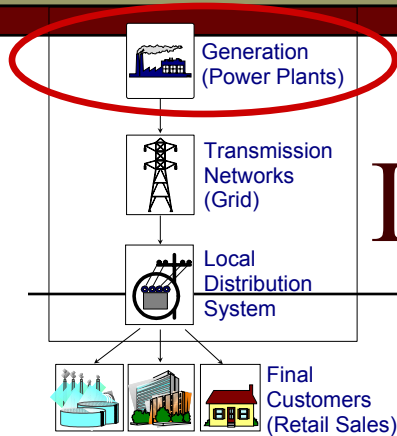 Generation
(Power Plants)
Transmission
Networks
(Grid)
Local
Distribution
System
Final
Customers
(Retail Sales)